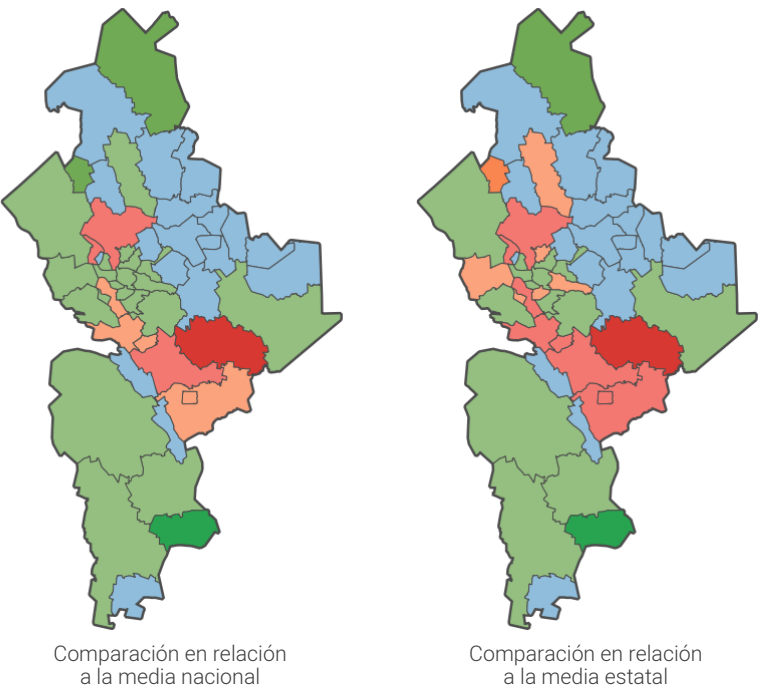 Comparación en relación
a la media nacional
Comparación en relación
a la media estatal